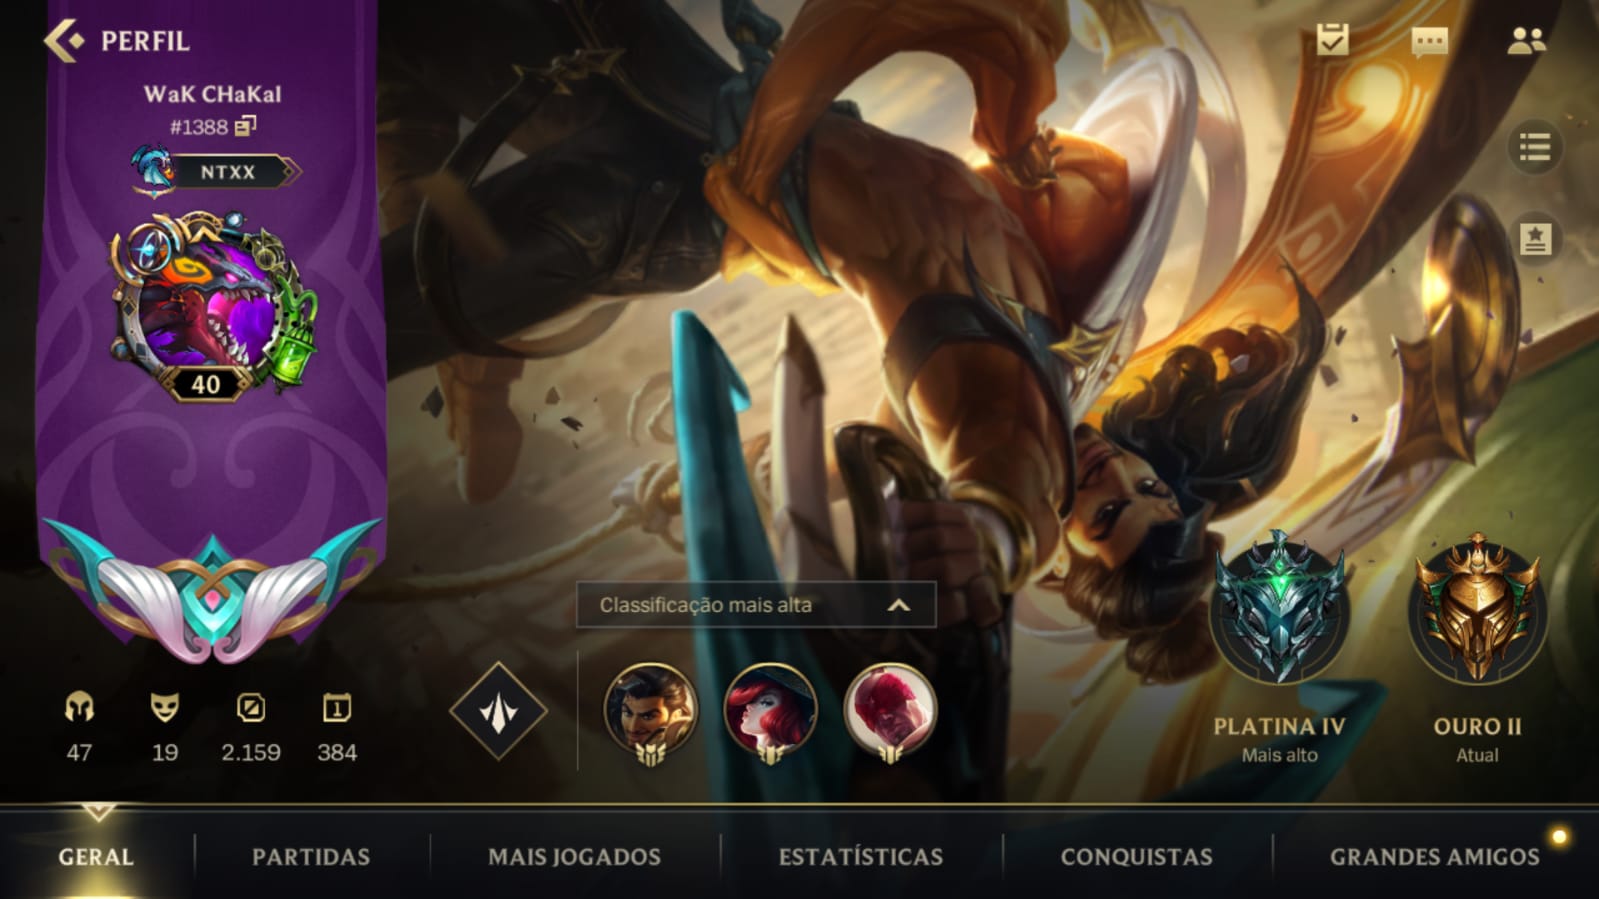 PERFIL
WaK CHaKal
#1388
NTXX
40
Classificação mais alta
47
19
2.159
384
1
PLATINA IV
Mais alto
OURO II
Atual
GERAL
PARTIDAS
MAIS JOGADOS
ESTATÍSTICAS
CONQUISTAS
GRANDES AMIGOS